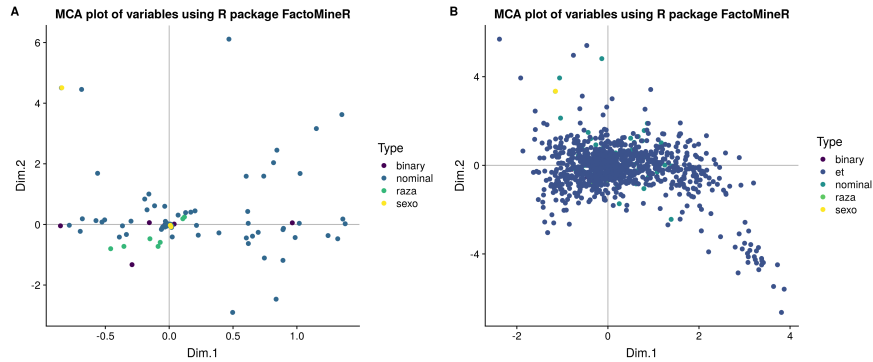 A
MCA plot of variables using R package FactoMineR
Dim.2
6
4
2
0
-2
-0.5
0.0
0.5
1.0
Dim.1
Type
binary
nominal
raza
sexo
B
MCA plot of variables using R package FactoMineR
Dim.2
4
0
-4
-2
0
2
4
Dim.1
Type
binary
et
nominal
raza
sexo